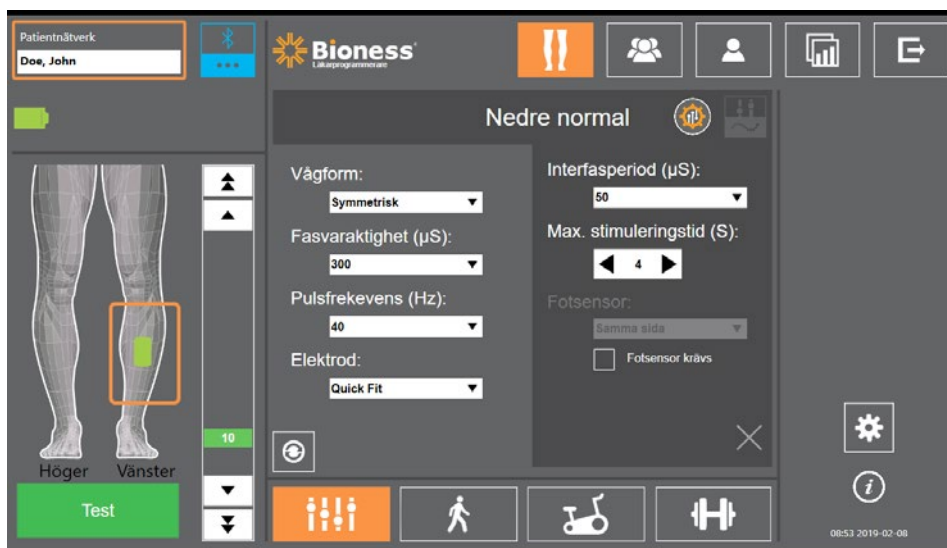 Patientnätverk
Doe, John
Bioness
Läkarprogrammerare
Nedre normal
Vågform:
Symmetrisk
Fasvaraktighet (µS):
300
Pulsfrekevens (Hz):
40
Elektrod:
Quick Fit
Interfasperiod (µS):
50
Max. stimuleringstid (S):
4
Fotsensor:
Samma sida
Fotsensor krävs
10
Höger Vänster
Test
08:53 2019-02-08